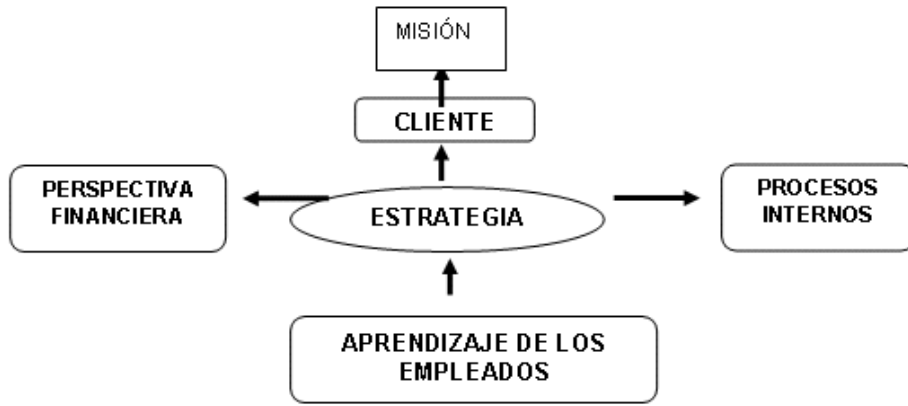 MISIÓN
CLIENTE
PERSPECTIVA
FINANCIERA
ESTRATEGIA
PROCESOS
INTERNOS
APRENDIZAJE DE LOS
EMPLEADOS